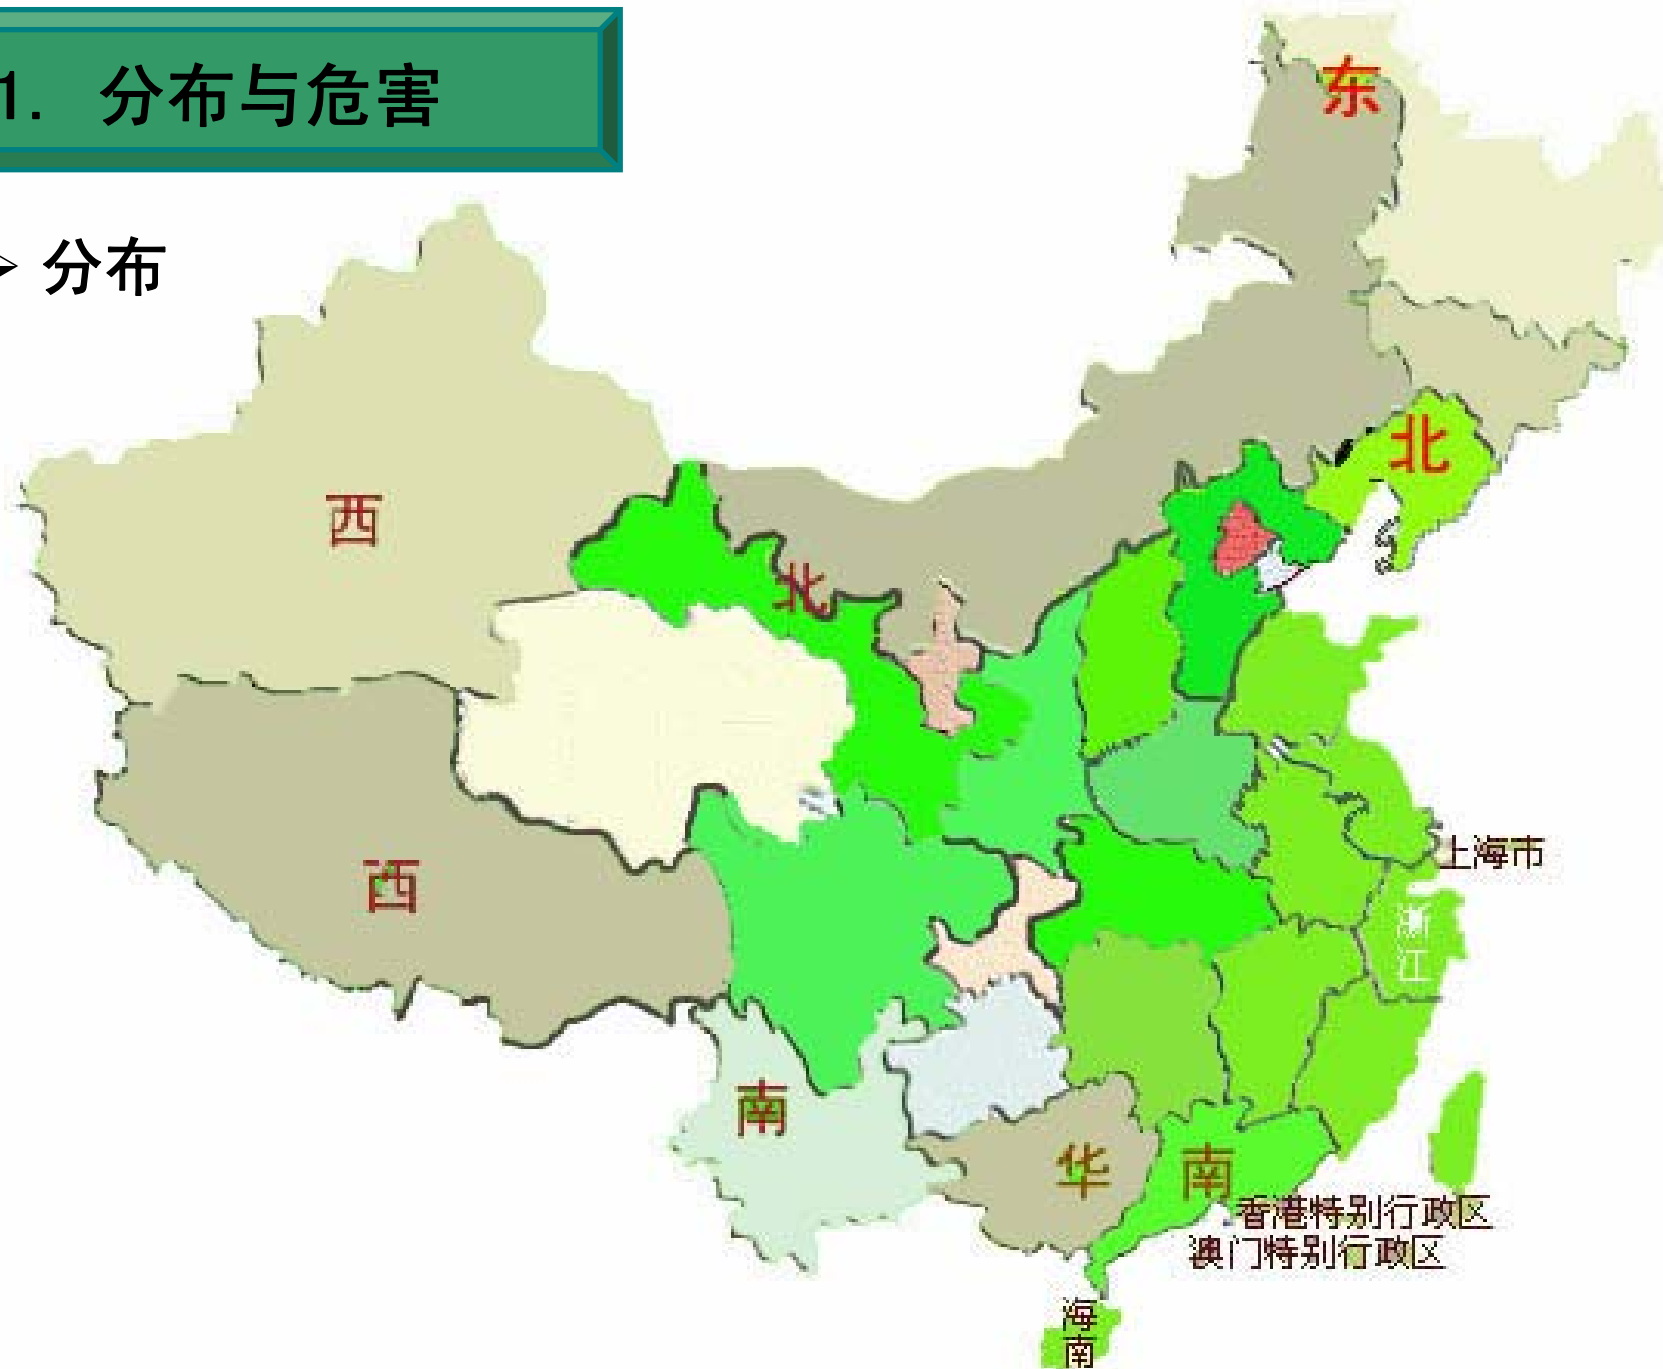 1. 分布与危害
分布
东
北
西
北
西
南
华南
上海市
浙江
香港特别行政区
澳门特别行政区
海南